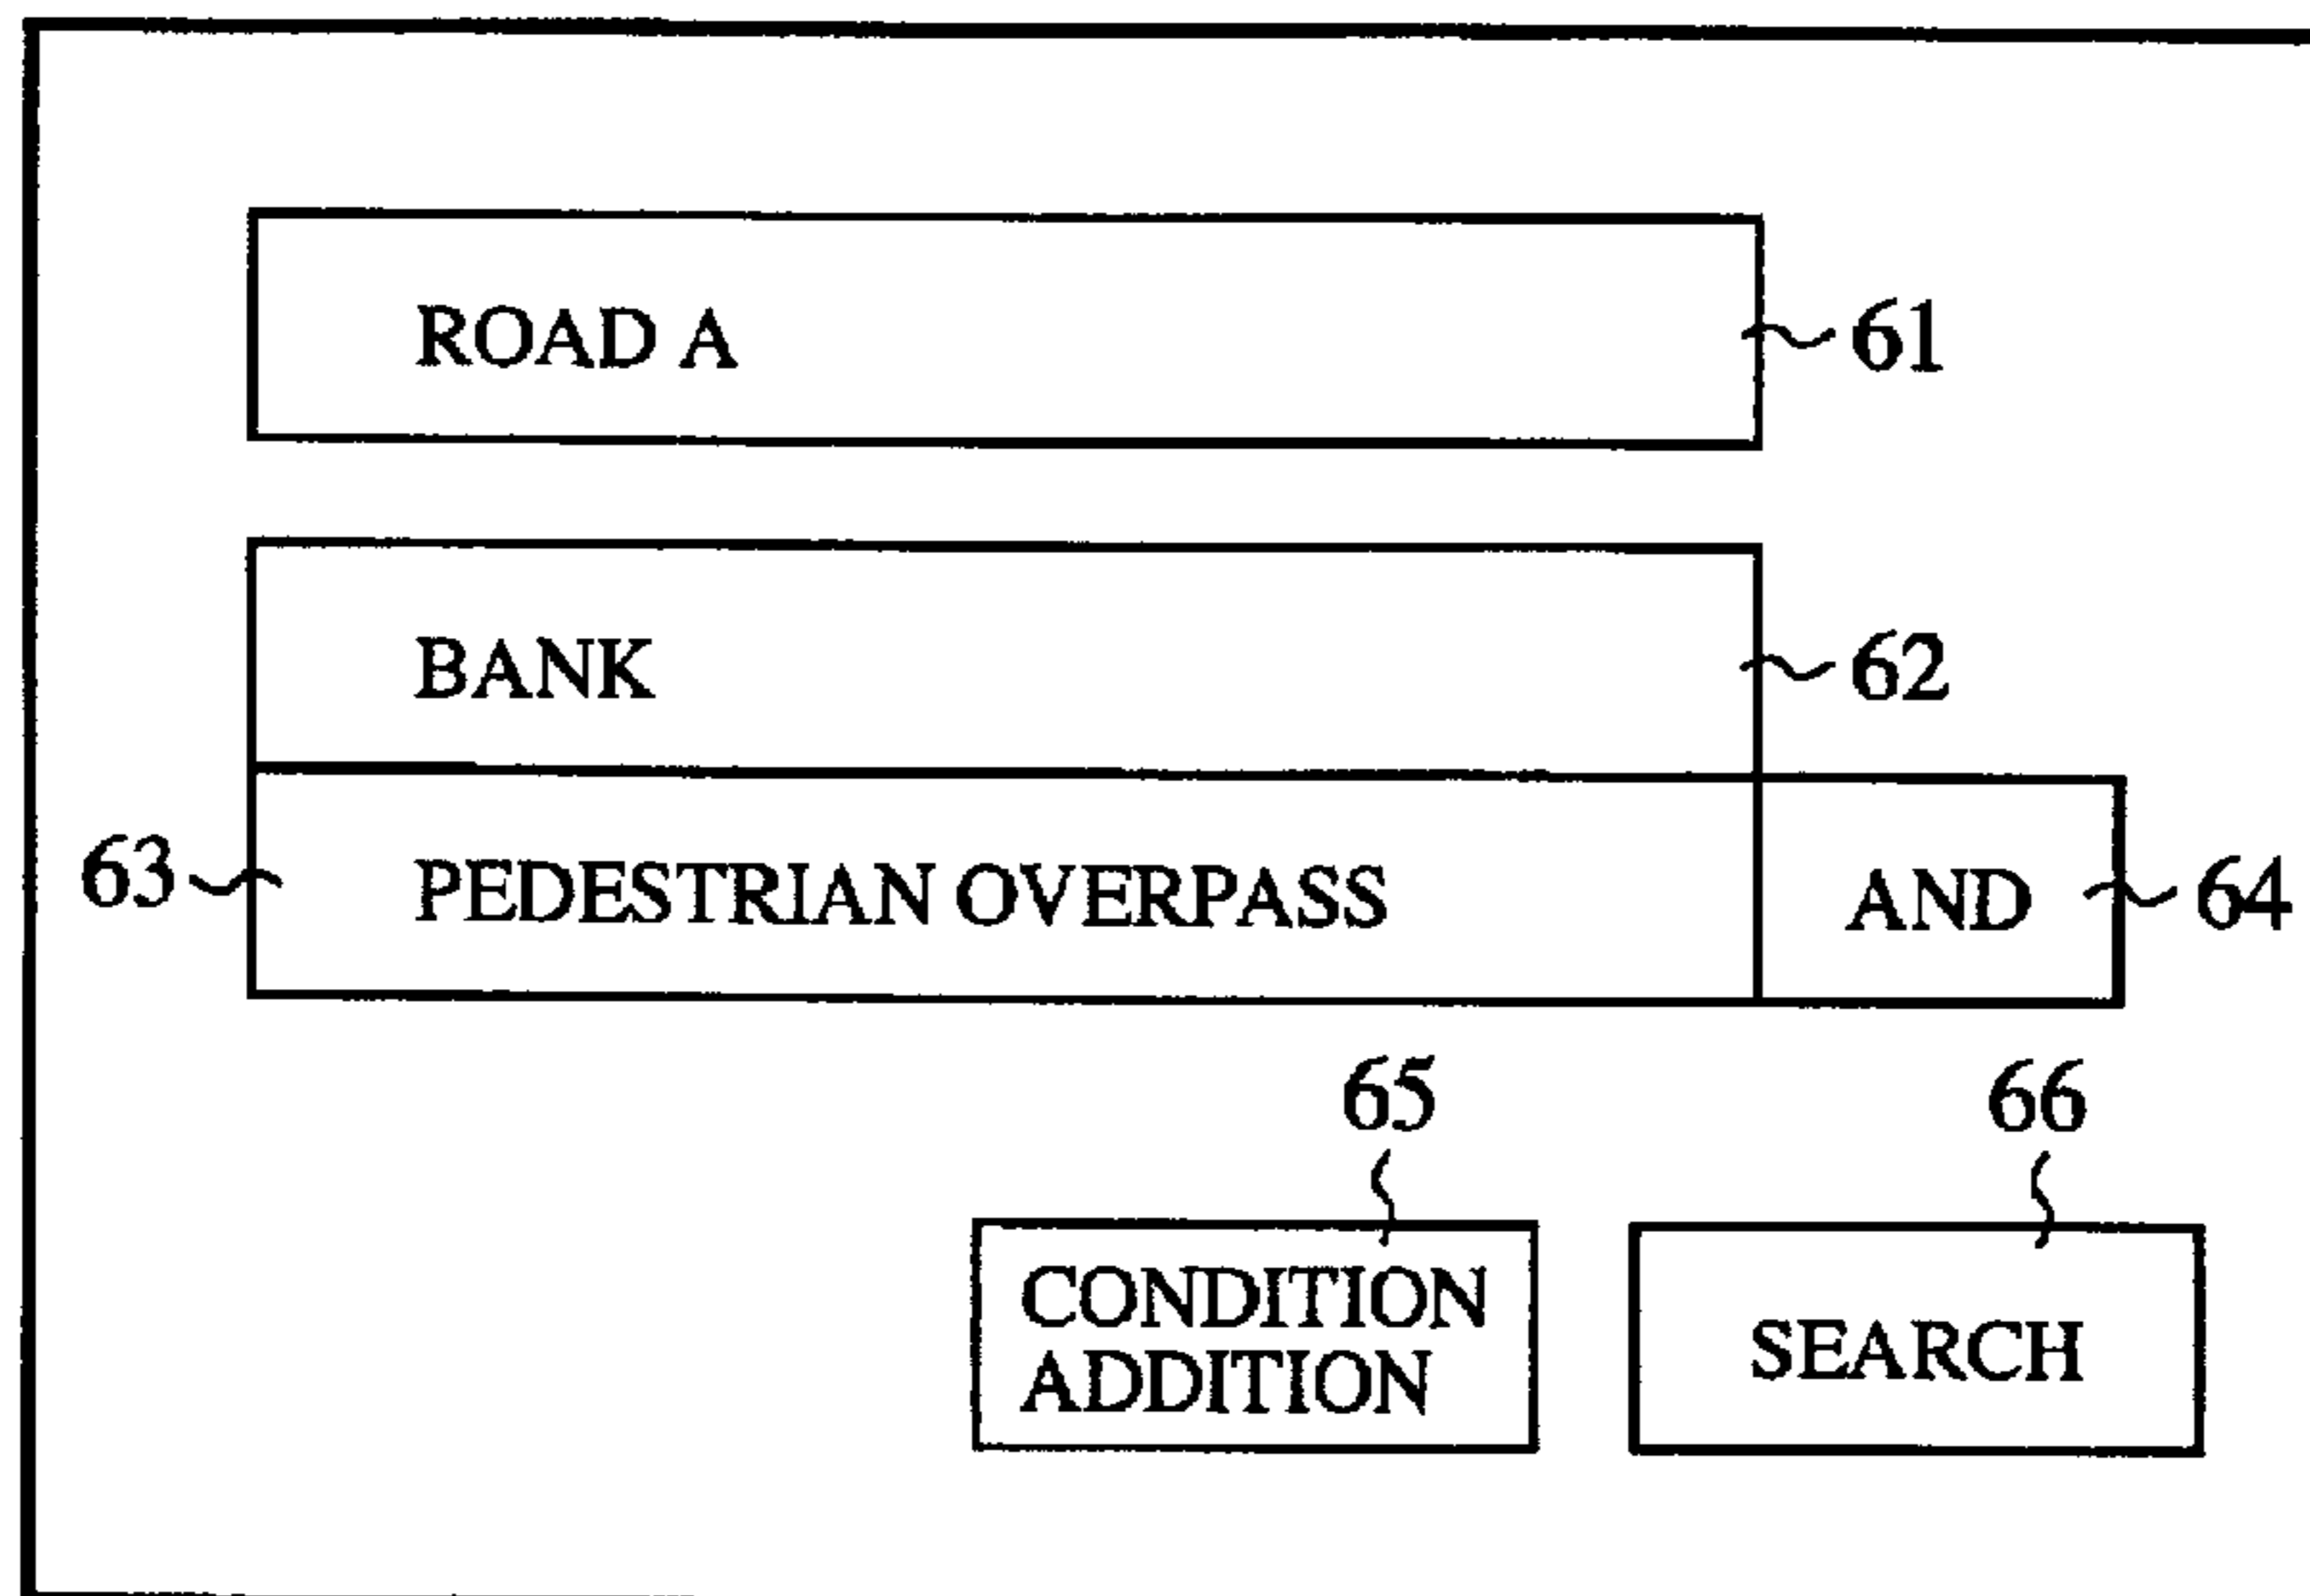 ROAD A
61
BANK
62
63
PEDESTRIAN OVERPASS
AND
64
65
66
CONDITION
ADDITION
SEARCH